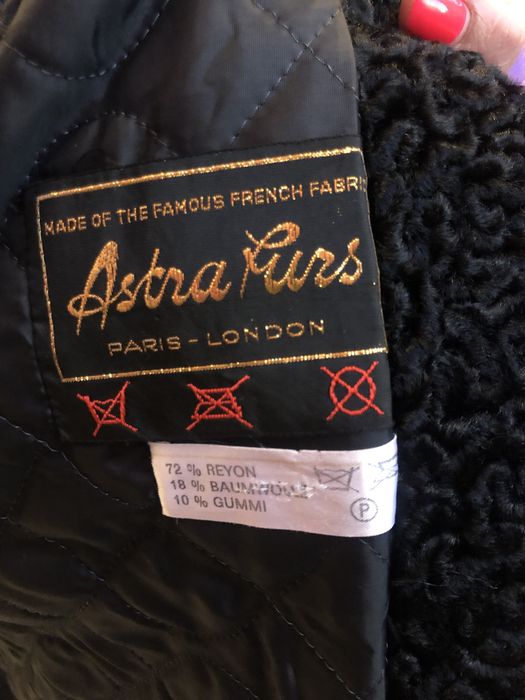 MADE OF THE FAMOUS FRENCH FABRI
Astra Furs
PARIS - LONDON
72 % REYON
18 % BAUMWOLLE
10 % GUMMI
P